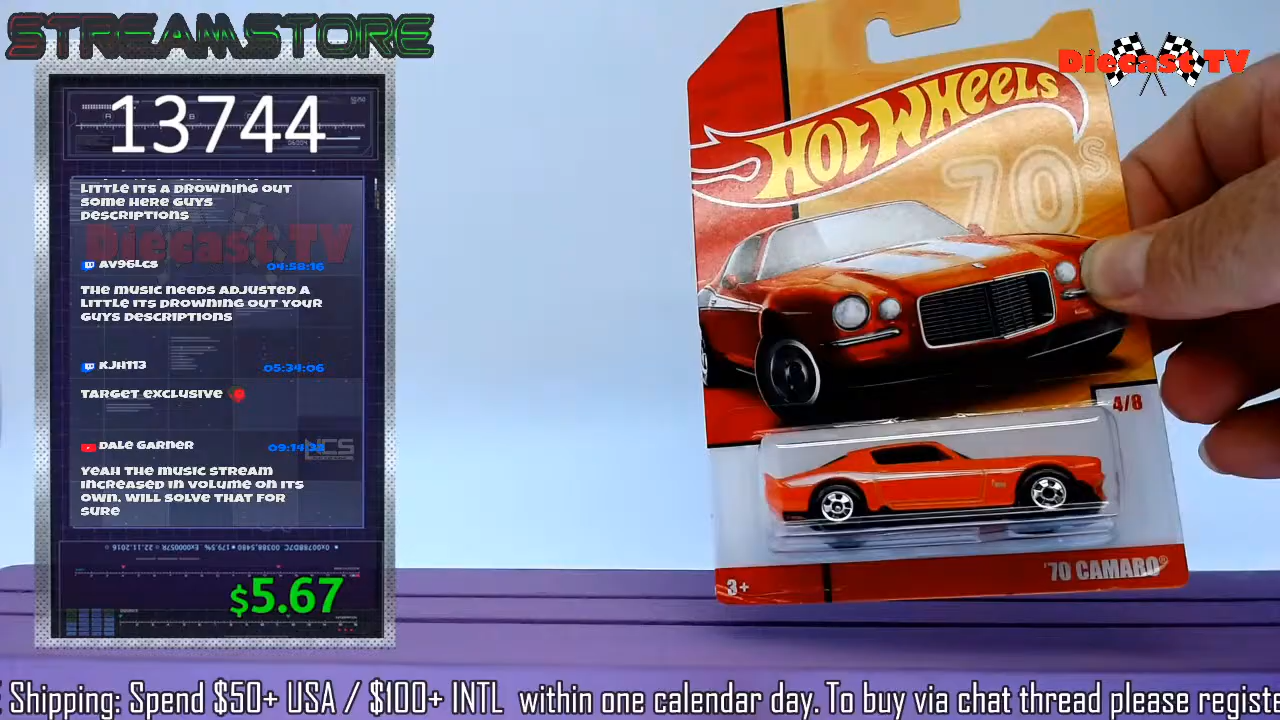 STREAMSTORE
13744
LITTLE ITS A DROWNING OUT
SOME HERE GUYS
DESCRIPTIONS
Diecast TV
AV96LCS 04:58:16
THE MUSIC NEEDS ADJUSTED A
LITTLE ITS DROWNING OUT YOUR
GUYS DESCRIPTIONS
KJH113 05:34:06
TARGET EXCLUSIVE
DALE GARNER
YEAH THE MUSIC STREAM
INCREASED IN VOLUME ON ITS
OWN. WILL SOLVE THAT FOR
SURE
NCS
$5.67
Diecast TV
HOT WHEELS
70s
4/8
3+
'70 CAMARO®
Shipping: Spend $50+ USA / $100+ INTL within one calendar day. To buy via chat thread please registe